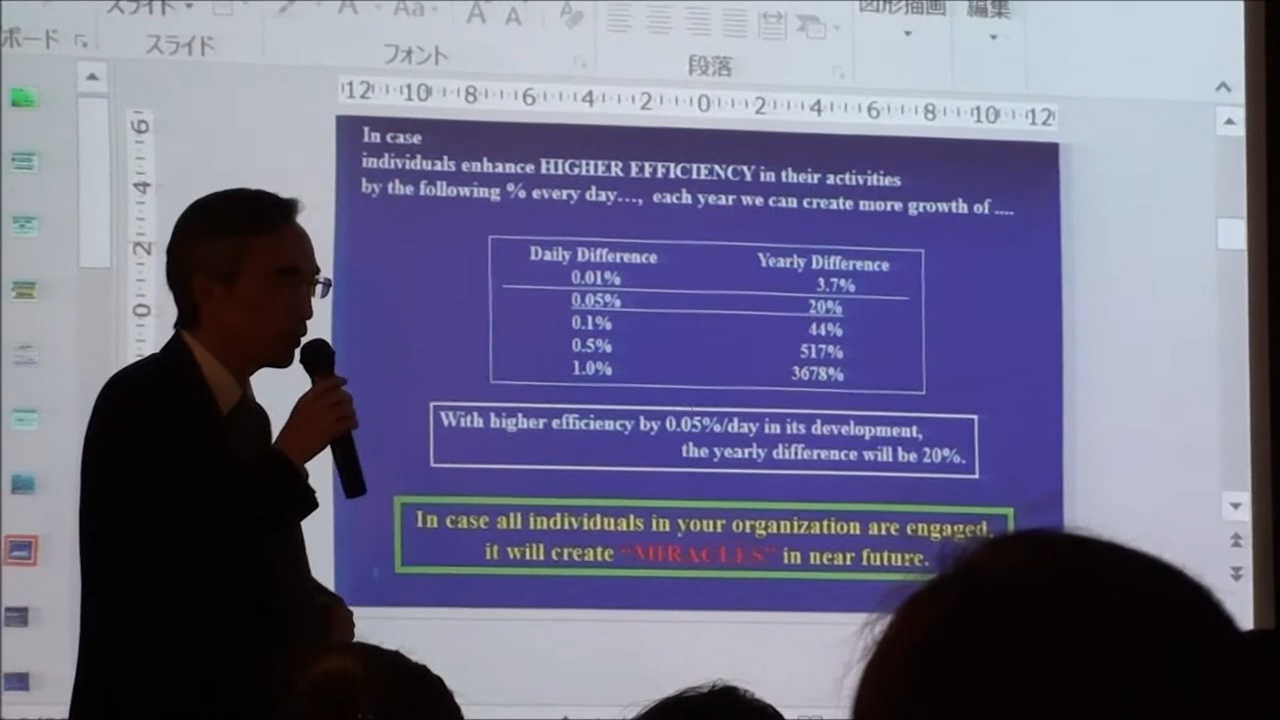 スライド
Aa
A
A
図形描画
編集
ボード
スライド
フォント
段落
12 10 8 6 4 2 0 2 4 6 8 10 12
6
4
2
0
In case
individuals enhance HIGHER EFFICIENCY in their activities
by the following % every day…, each year we can create more growth of ....
Daily Difference Yearly Difference
0.01% 3.7%
0.05% 20%
0.1% 44%
0.5% 517%
1.0% 3678%
With higher efficiency by 0.05%/day in its development,
the yearly difference will be 20%.
In case all individuals in your organization are engaged,
it will create “MIRACLES” in near future.